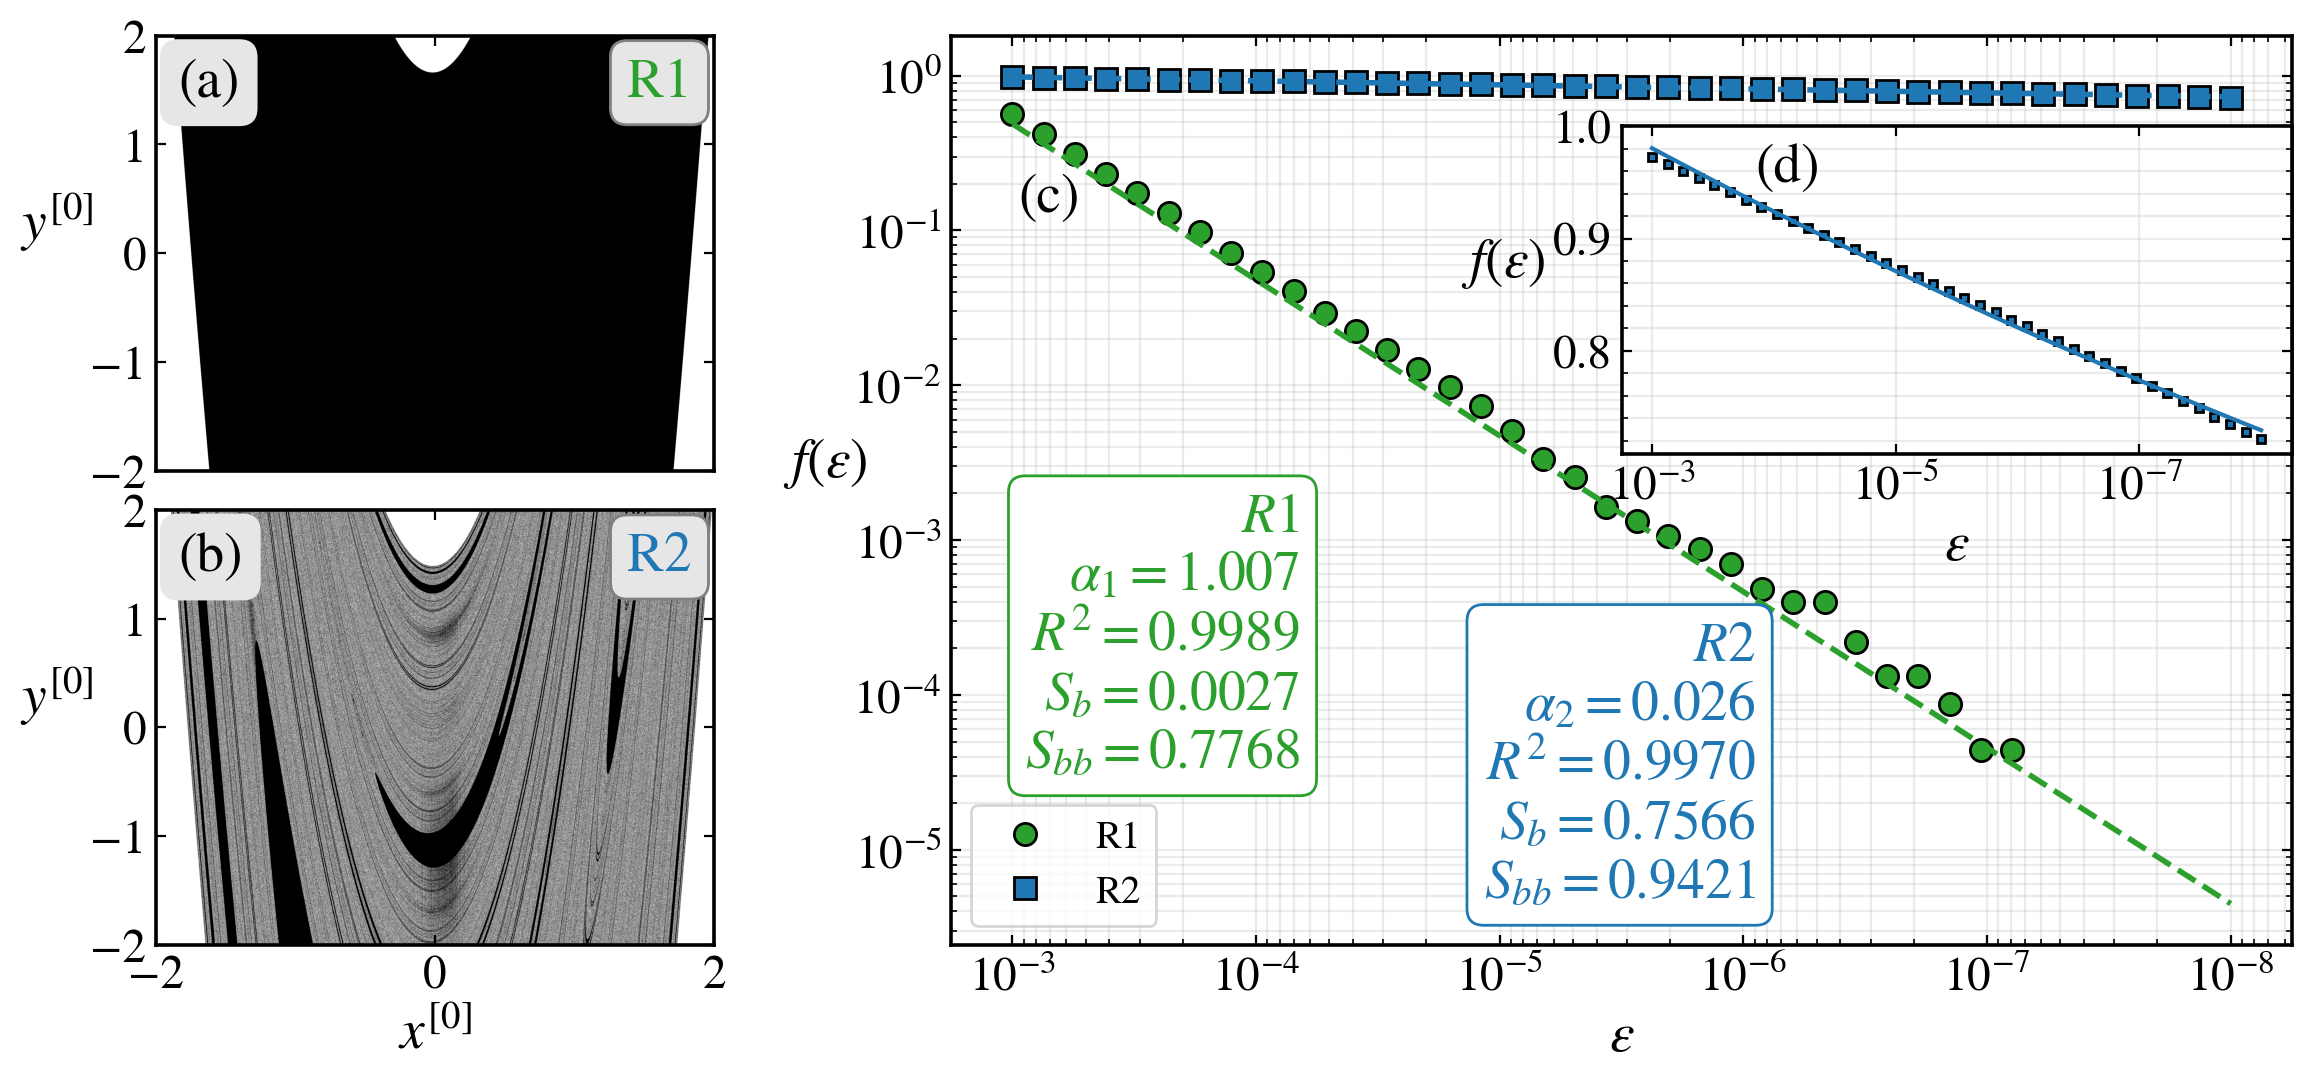 (a)
R1
2
1
0
−1
−2
y^[0]
(b)
R2
2
1
0
−1
−2
y^[0]
−2
0
2
x^[0]
(c)
10^0
10^−1
10^−2
10^−3
10^−4
10^−5
f(ε)
R1
α_1 = 1.007
R^2 = 0.9989
S_b = 0.0027
S_bb = 0.7768
R2
α_2 = 0.026
R^2 = 0.9970
S_b = 0.7566
S_bb = 0.9421
R1
R2
10^−3
10^−4
10^−5
10^−6
10^−7
10^−8
ε
(d)
1.0
0.9
0.8
f(ε)
10^−3
10^−5
10^−7
ε